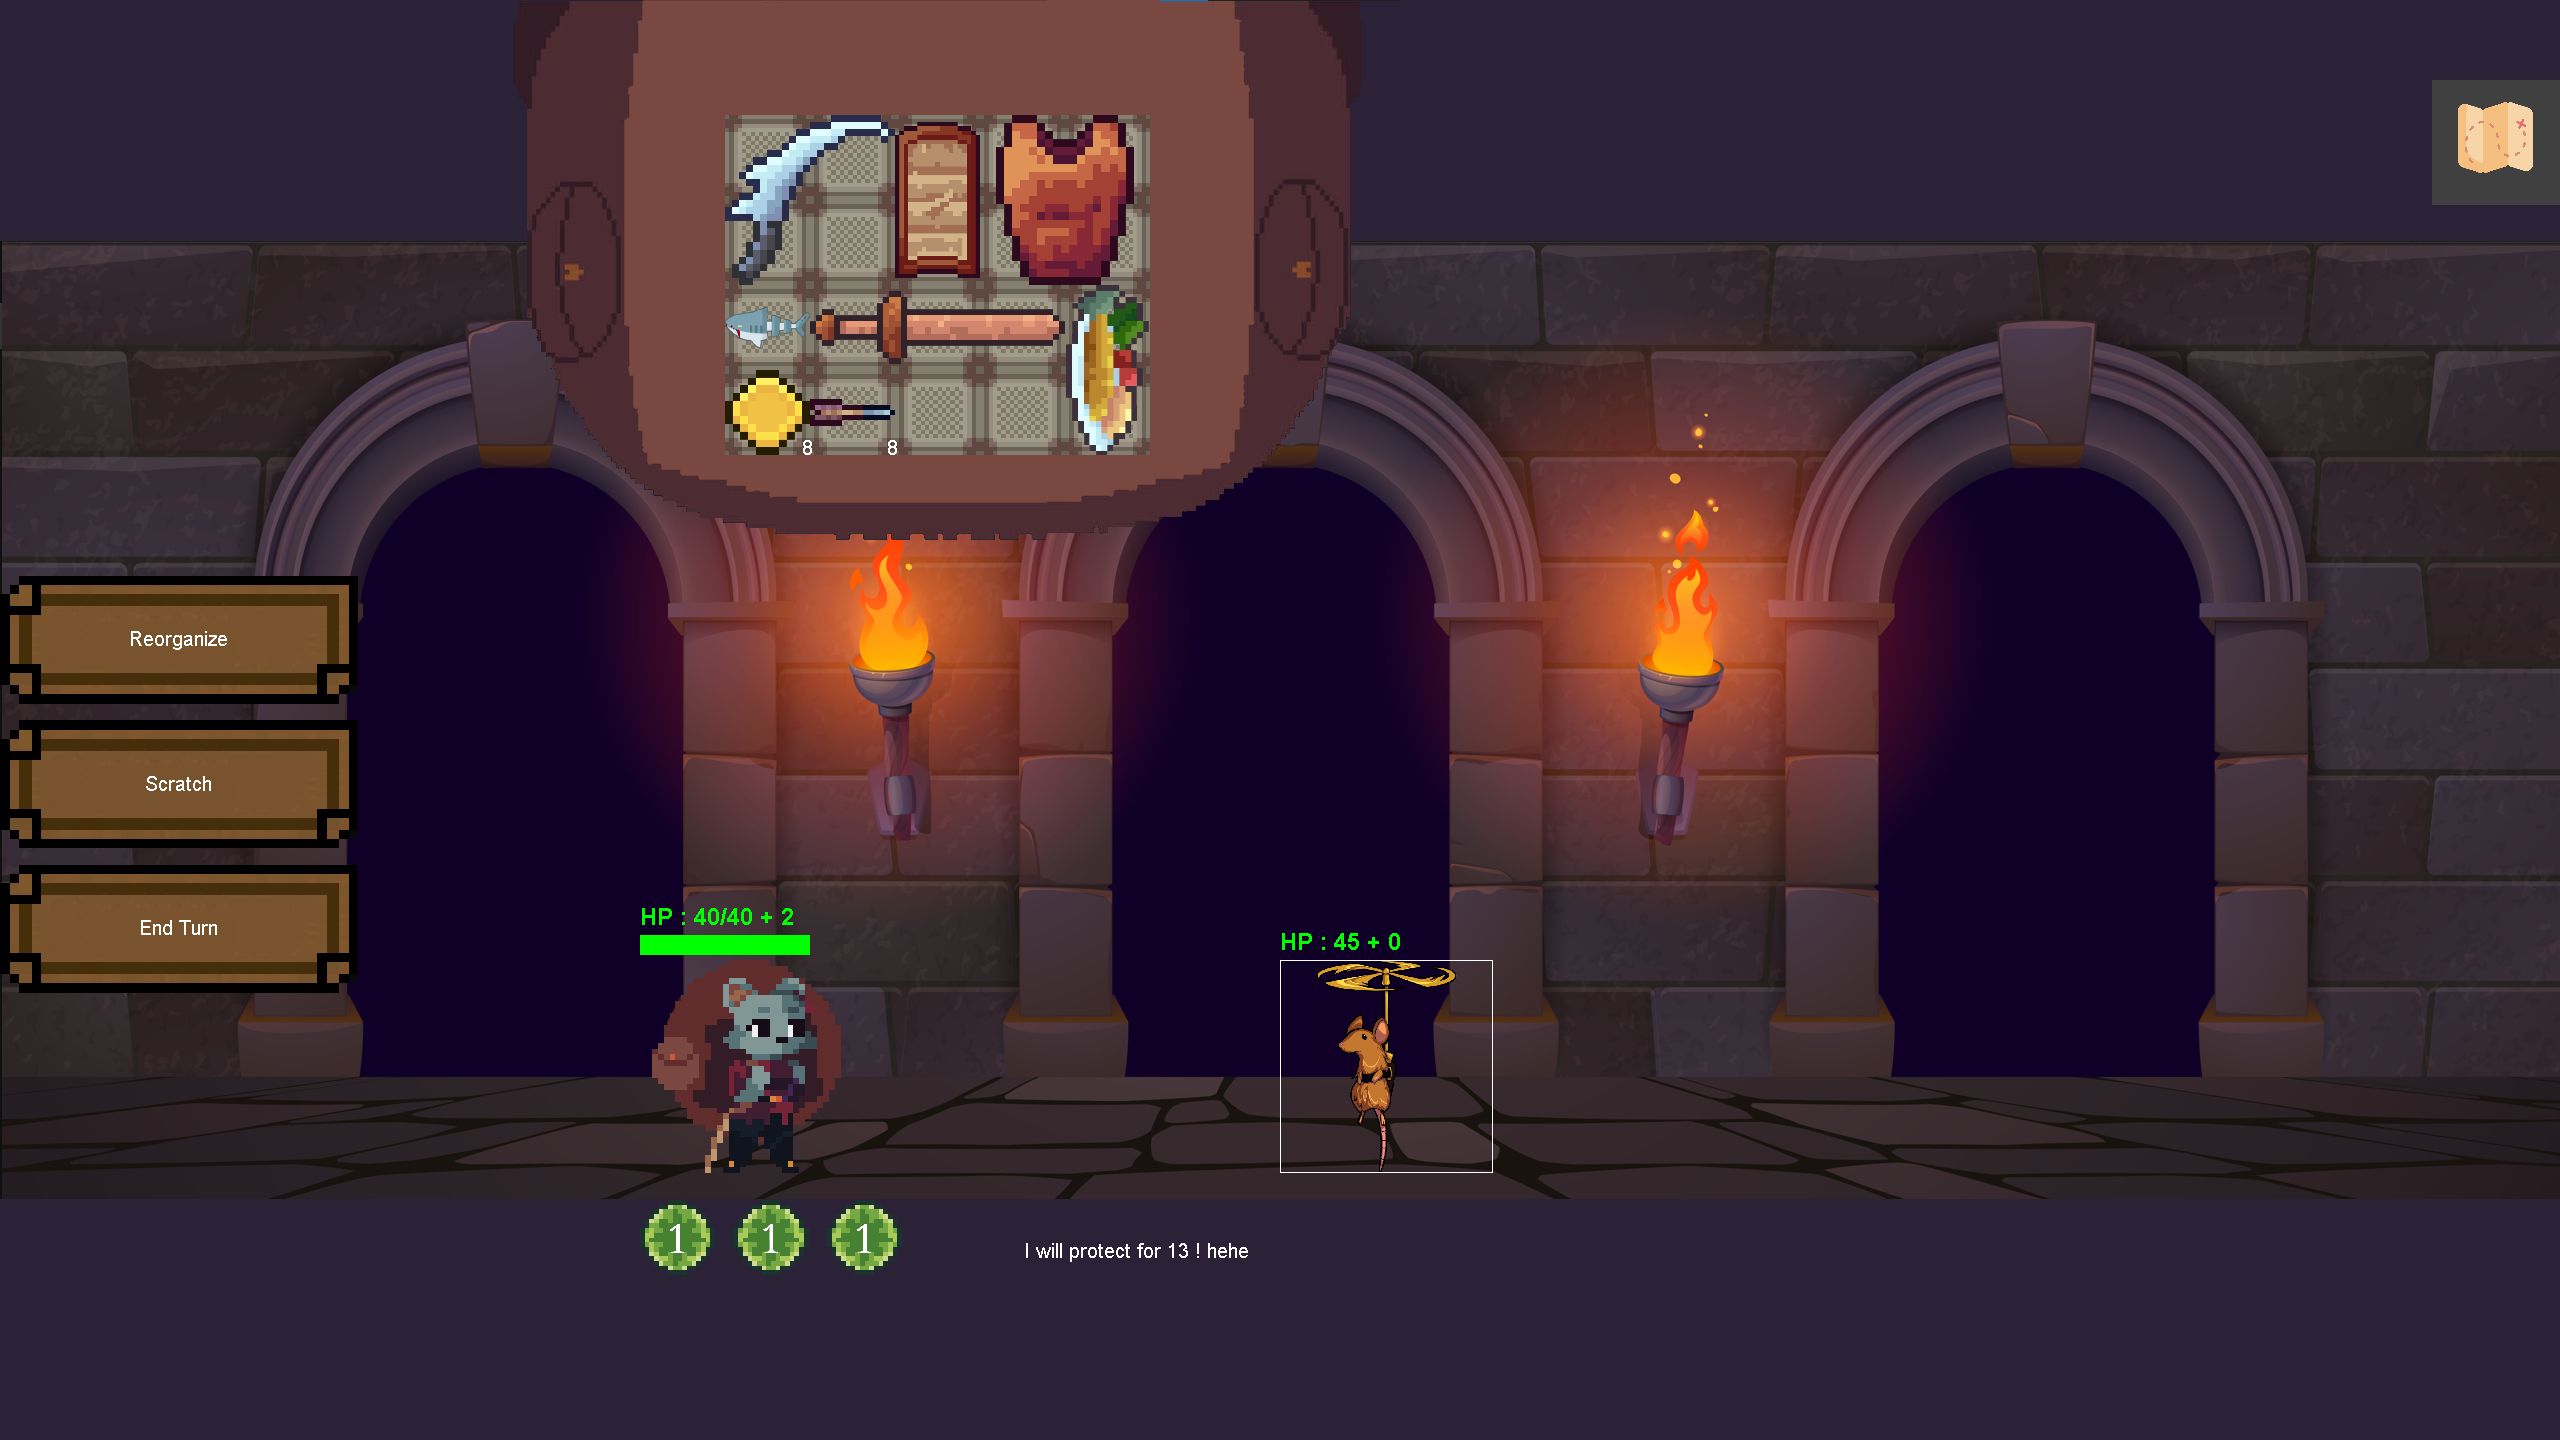 8 8
Reorganize
Scratch
End Turn
HP : 40/40 + 2
HP : 45 + 0
1 1 1
I will protect for 13 ! hehe